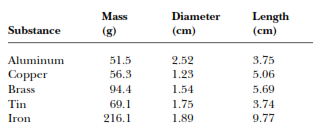 Mass Diameter Length
Substance (g) (cm) (cm)
Aluminum 51.5 2.52 3.75
Copper 56.3 1.23 5.06
Brass 94.4 1.54 5.69
Tin 69.1 1.75 3.74
Iron 216.1 1.89 9.77